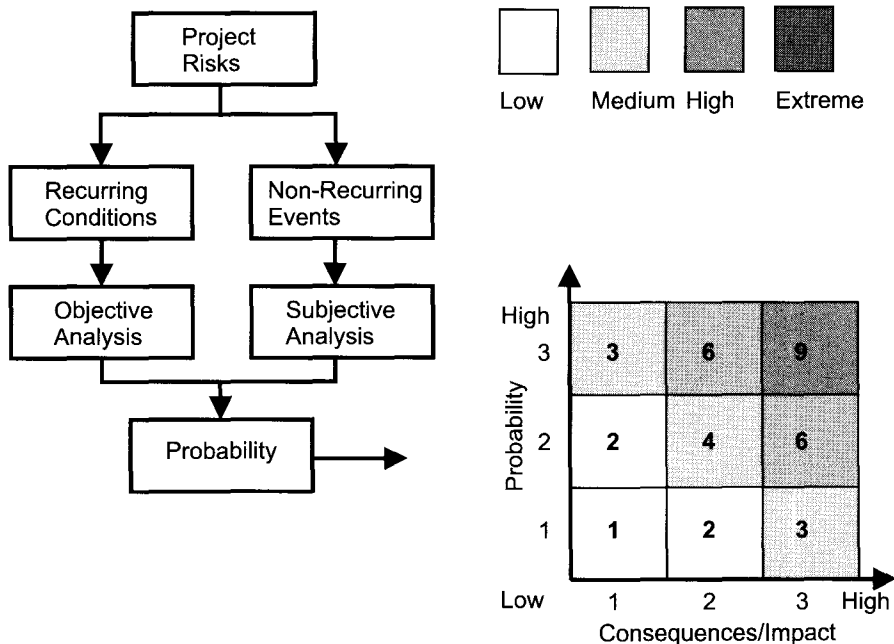 Project
Risks
Recurring
Conditions
Non-Recurring
Events
Objective
Analysis
Subjective
Analysis
Probability
Low
Medium
High
Extreme
High
3
3
6
9
Probability
2
2
4
6
1
1
2
3
Low
1
2
3
High
Consequences/Impact